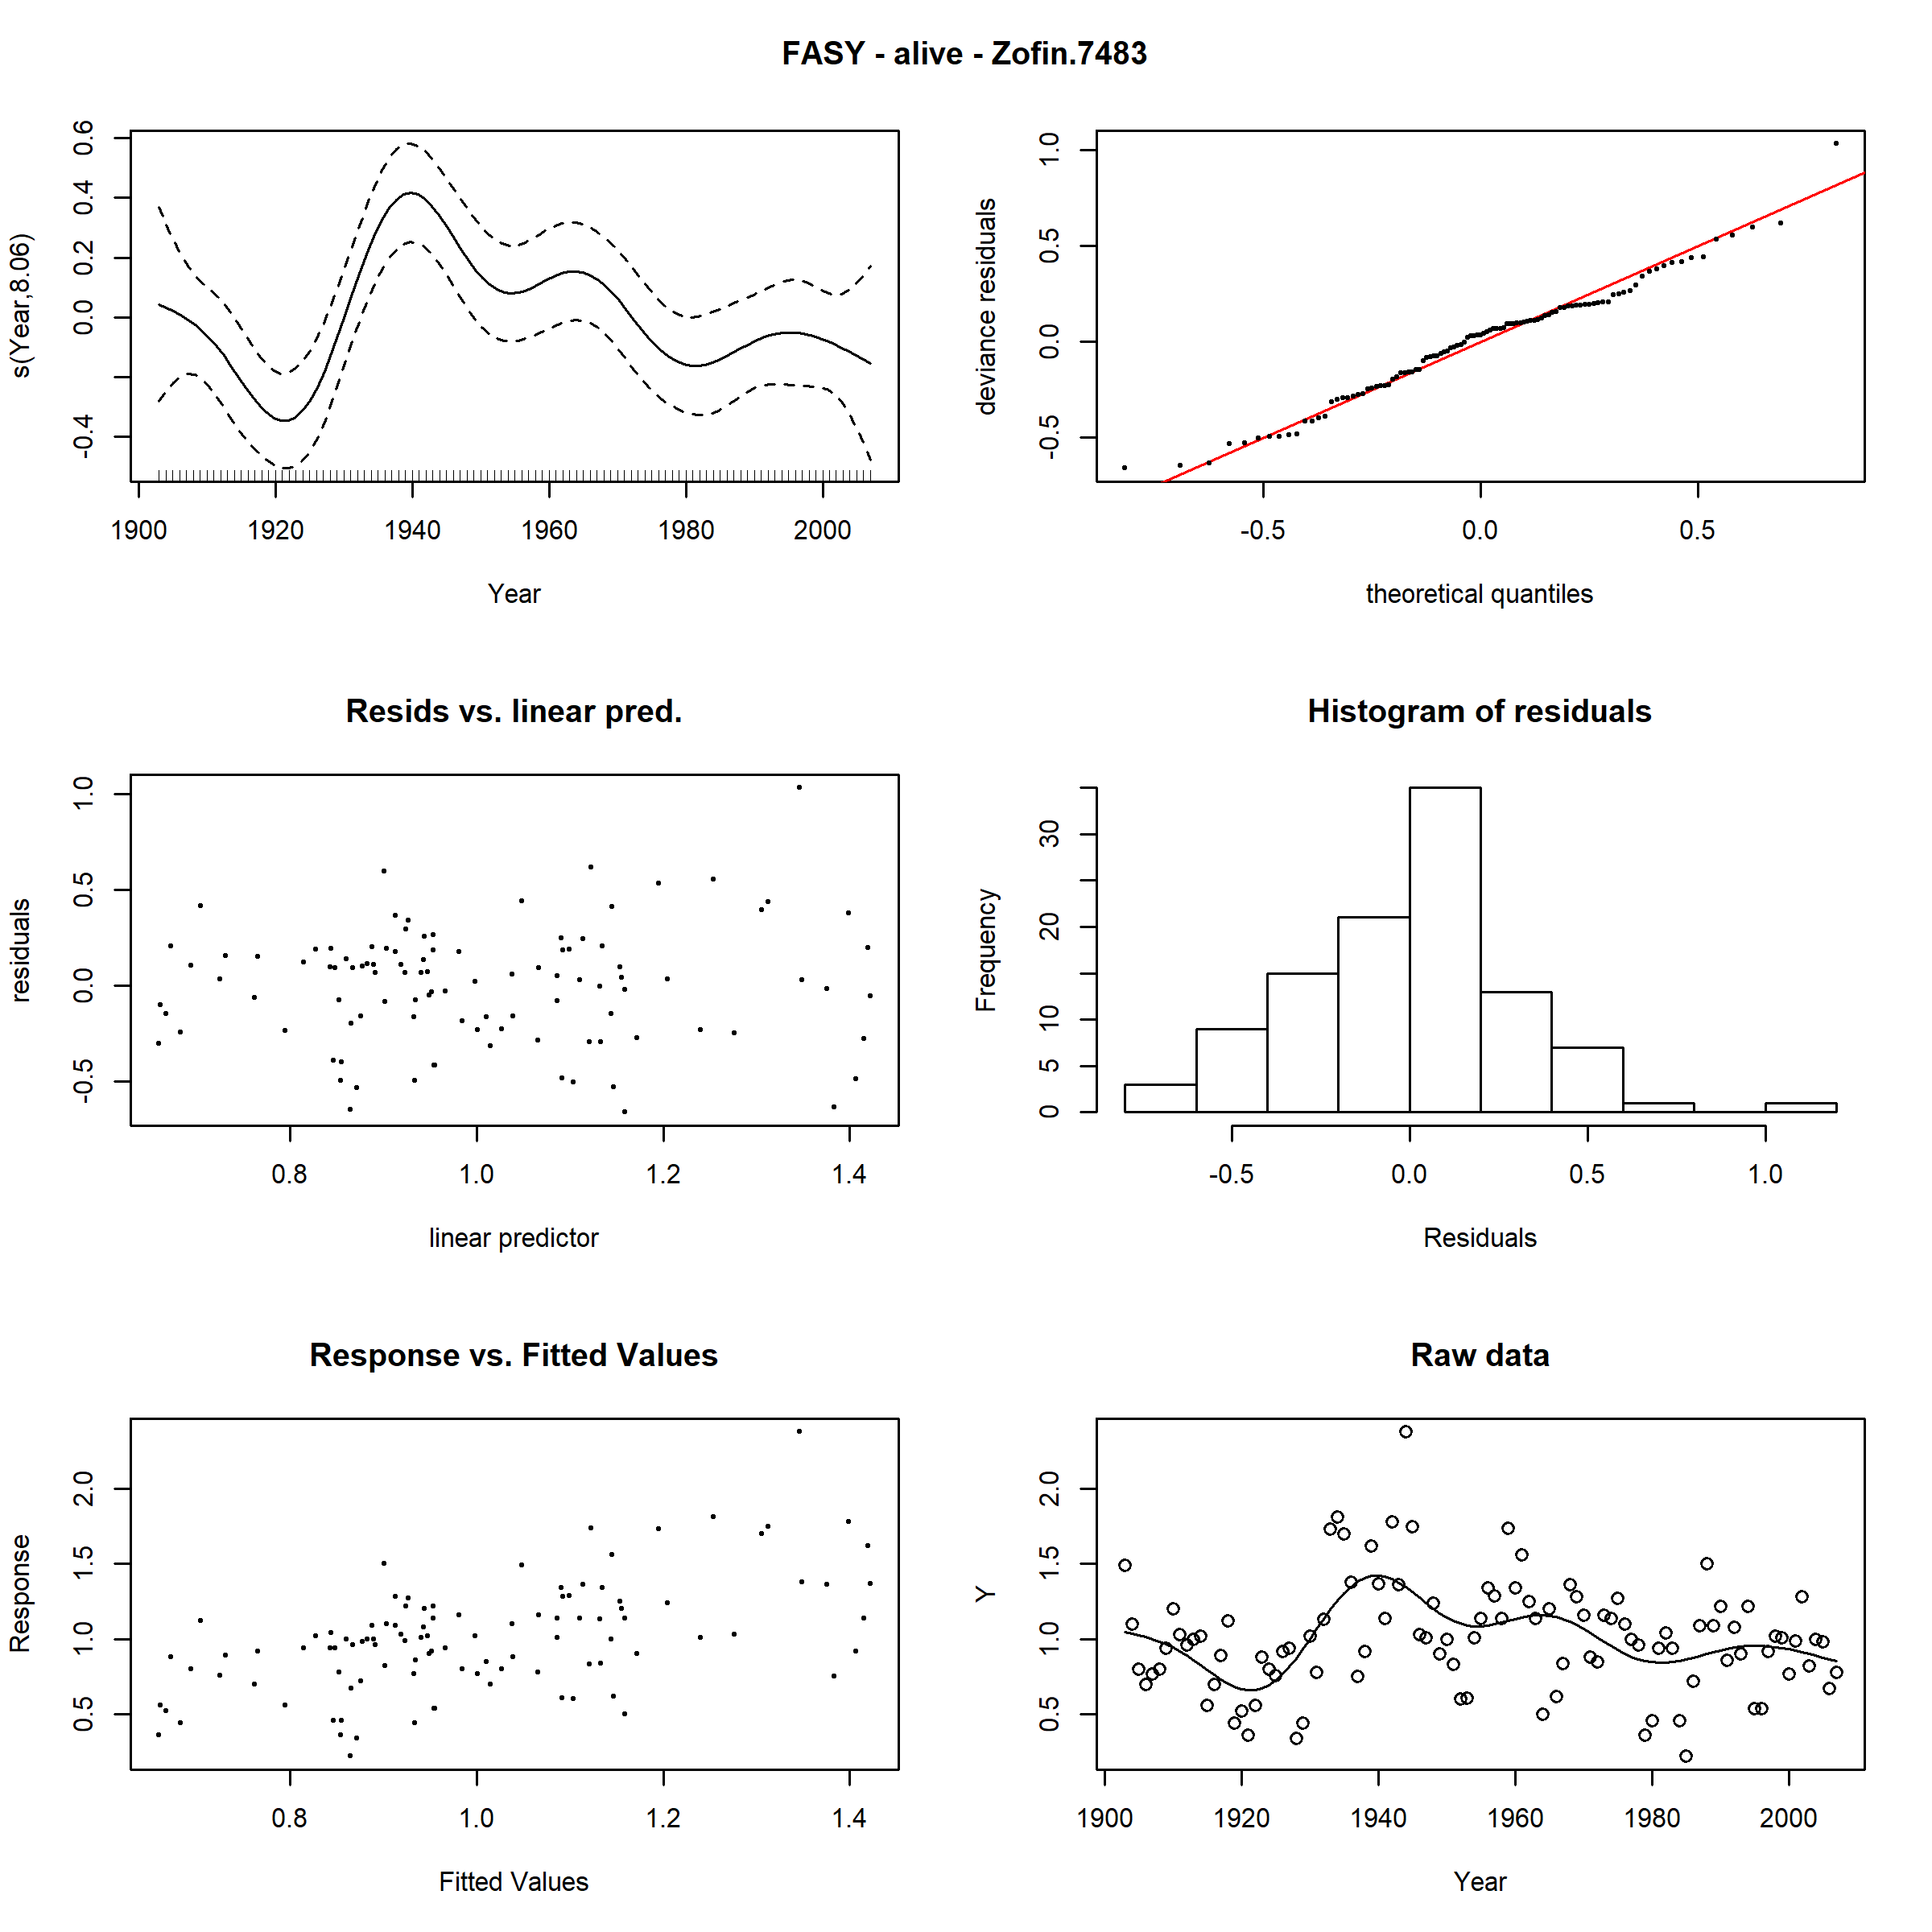 FASY - alive - Zofin.7483
s(Year,8.06)
-0.4 0.0 0.2 0.4 0.6
1900 1920 1940 1960 1980 2000
Year
deviance residuals
-0.5 0.0 0.5 1.0
-0.5 0.0 0.5
theoretical quantiles
Resids vs. linear pred.
residuals
-0.5 0.0 0.5 1.0
0.8 1.0 1.2 1.4
linear predictor
Histogram of residuals
Frequency
0 5 10 20 30
-0.5 0.0 0.5 1.0
Residuals
Response vs. Fitted Values
Response
0.5 1.0 1.5 2.0
0.8 1.0 1.2 1.4
Fitted Values
Raw data
Y
0.5 1.0 1.5 2.0
1900 1920 1940 1960 1980 2000
Year